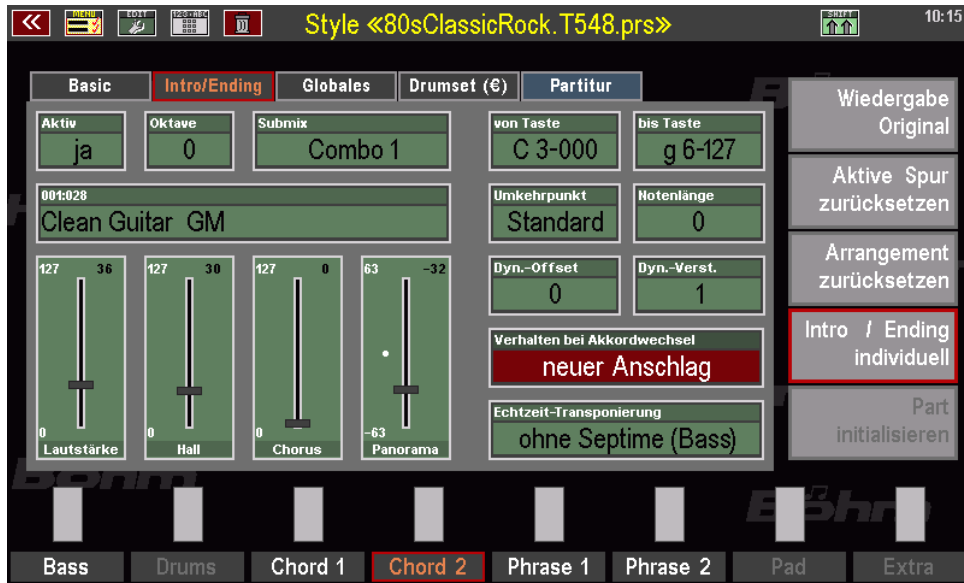 MENU
EDIT
123-ABC
Style «80sClassicRock.T548.prs»
SHIFT
10:15
Basic
Intro/Ending
Globales
Drumset (€)
Partitur
Aktiv
ja
Oktave
0
Submix
Combo 1
von Taste
C 3-000
bis Taste
g 6-127
001:028
Clean Guitar GM
Umkehrpunkt
Standard
Notenlänge
0
127 36
0
Lautstärke
127 30
0
Hall
127 0
0
Chorus
63 -32
-63
Panorama
Dyn.-Offset
0
Dyn.-Verst.
1
Verhalten bei Akkordwechsel
neuer Anschlag
Echtzeit-Transponierung
ohne Septime (Bass)
Wiedergabe
Original
Aktive Spur
zurücksetzen
Arrangement
zurücksetzen
Intro / Ending
individuell
Part
initialisieren
Böhm
Böhm
Bass
Drums
Chord 1
Chord 2
Phrase 1
Phrase 2
Pad
Extra